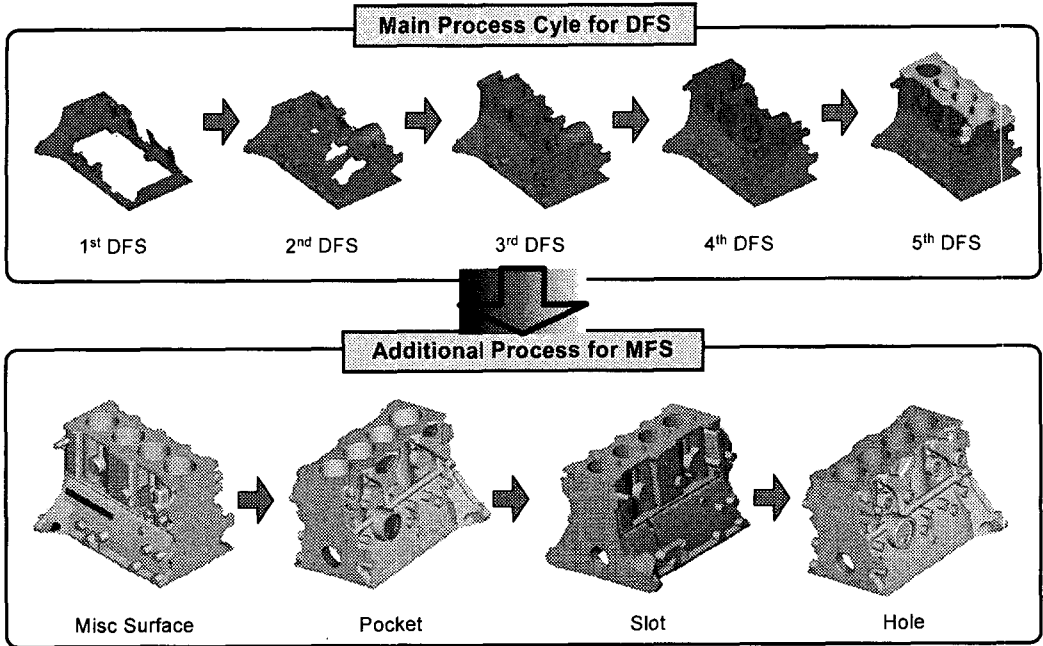 Main Process Cyle for DFS
1st DFS
2nd DFS
3rd DFS
4th DFS
5th DFS
Additional Process for MFS
Misc Surface
Pocket
Slot
Hole